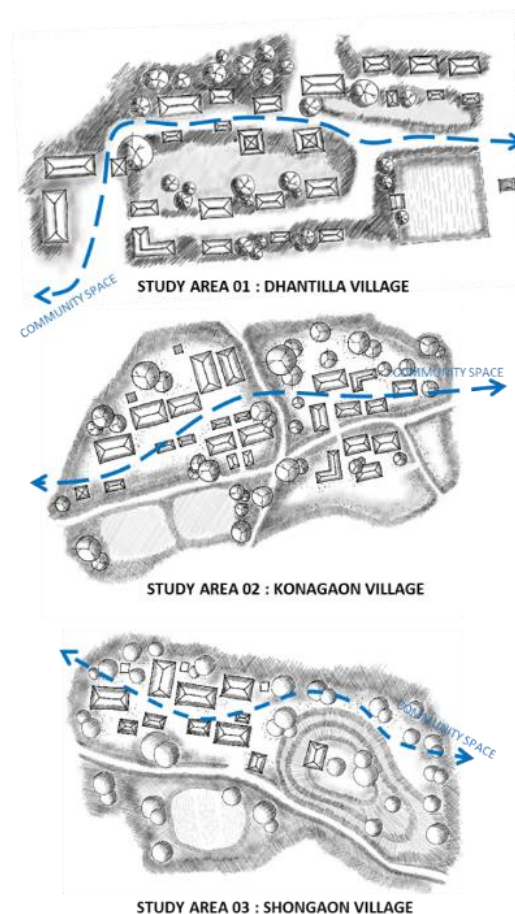 COMMUNITY SPACE
STUDY AREA 01 : DHANTILLA VILLAGE
COMMUNITY SPACE
STUDY AREA 02 : KONAGAON VILLAGE
COMMUNITY SPACE
STUDY AREA 03 : SHONGAON VILLAGE